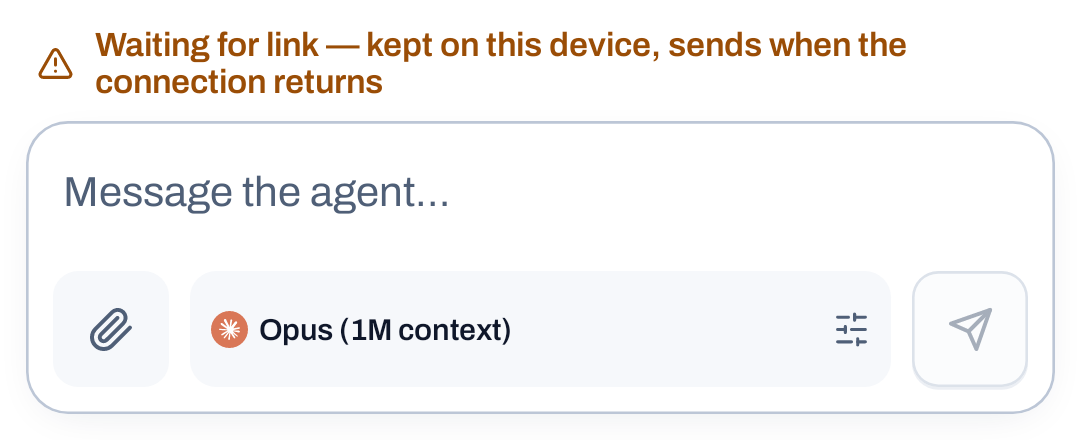 Waiting for link — kept on this device, sends when the
connection returns
Message the agent...
Opus (1M context)